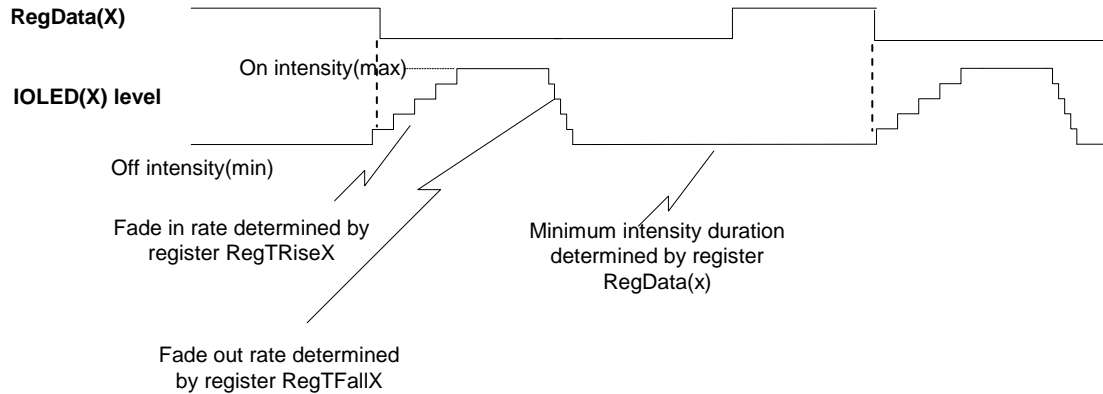 RegData(X)
On intensity(max)
IOLED(X) level
Off intensity(min)
Fade in rate determined by
register RegTRiseX
Minimum intensity duration
determined by register
RegData(x)
Fade out rate determined
by register RegTFallX